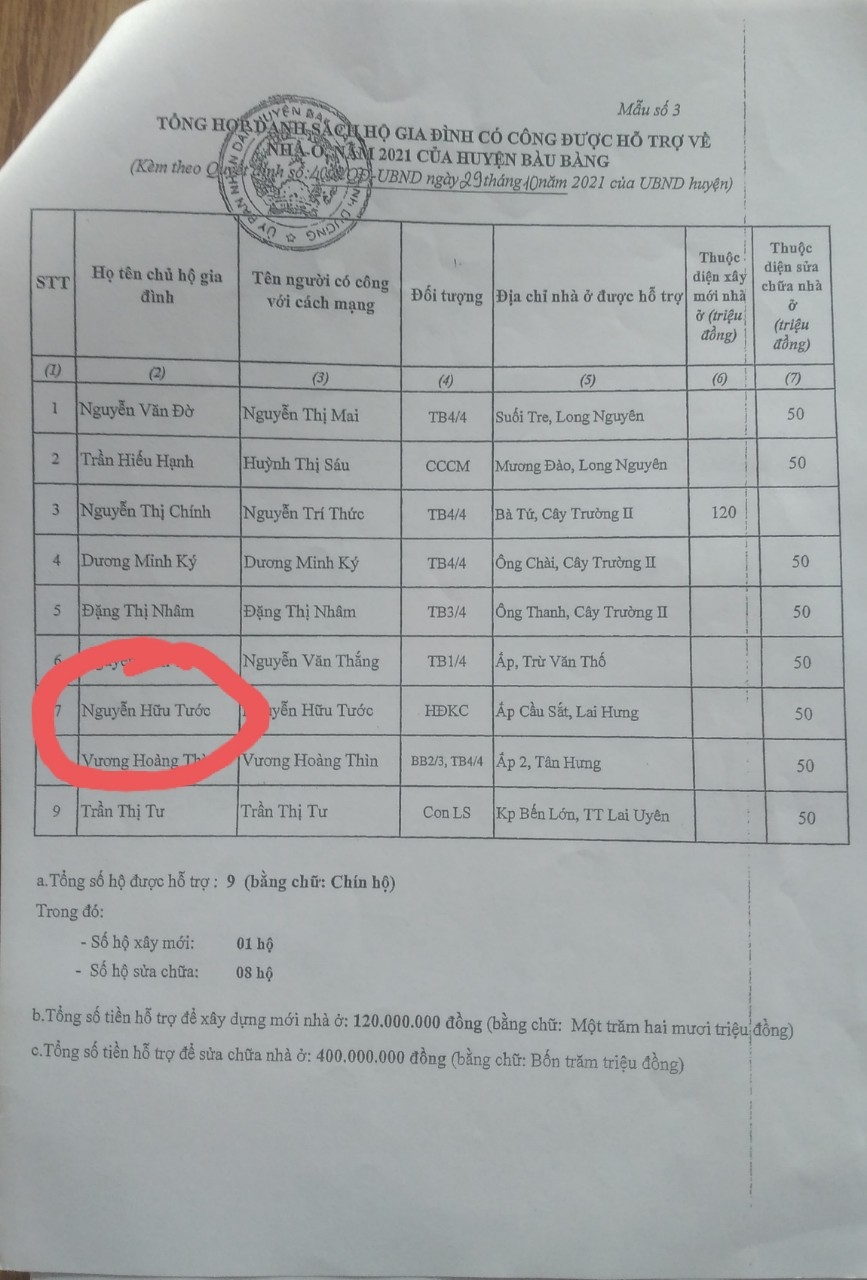 Mẫu số 3
TỔNG HỢP DANH SÁCH HỘ GIA ĐÌNH CÓ CÔNG ĐƯỢC HỖ TRỢ VỀ
NHÀ Ở, NĂM 2021 CỦA HUYỆN BÀU BÀNG
(Kèm theo Quyết định số: /QĐ-UBND ngày 29 tháng 10 năm 2021 của UBND huyện)
STT Họ tên chủ hộ gia đình Tên người có công với cách mạng Đối tượng Địa chỉ nhà ở được hỗ trợ Thuộc diện xây mới nhà ở (triệu đồng) Thuộc diện sửa chữa nhà ở (triệu đồng)
(1) (2) (3) (4) (5) (6) (7)
1 Nguyễn Văn Đờ Nguyễn Thị Mai TB4/4 Suối Tre, Long Nguyên 50
2 Trần Hiếu Hạnh Huỳnh Thị Sáu CCCM Mương Đào, Long Nguyên 50
3 Nguyễn Thị Chính Nguyễn Trí Thức TB4/4 Bà Tứ, Cây Trường II 120
4 Dương Minh Ký Dương Minh Ký TB4/4 Ông Chài, Cây Trường II 50
5 Đặng Thị Nhâm Đặng Thị Nhâm TB3/4 Ông Thanh, Cây Trường II 50
6 Nguyễn Văn Thắng TB1/4 Ấp, Trừ Văn Thố 50
7 Nguyễn Hữu Tước Nguyễn Hữu Tước HĐKC Ấp Cầu Sắt, Lai Hưng 50
Vương Hoàng Vương Hoàng Thìn BB2/3, TB4/4 Ấp 2, Tân Hưng 50
9 Trần Thị Tư Trần Thị Tư Con LS Kp Bến Lớn, TT Lai Uyên 50
a.Tổng số hộ được hỗ trợ : 9 (bằng chữ: Chín hộ)
Trong đó:
- Số hộ xây mới: 01 hộ
- Số hộ sửa chữa: 08 hộ
b.Tổng số tiền hỗ trợ để xây dựng mới nhà ở: 120.000.000 đồng (bằng chữ: Một trăm hai mươi triệu đồng)
c.Tổng số tiền hỗ trợ để sửa chữa nhà ở: 400.000.000 đồng (bằng chữ: Bốn trăm triệu đồng)